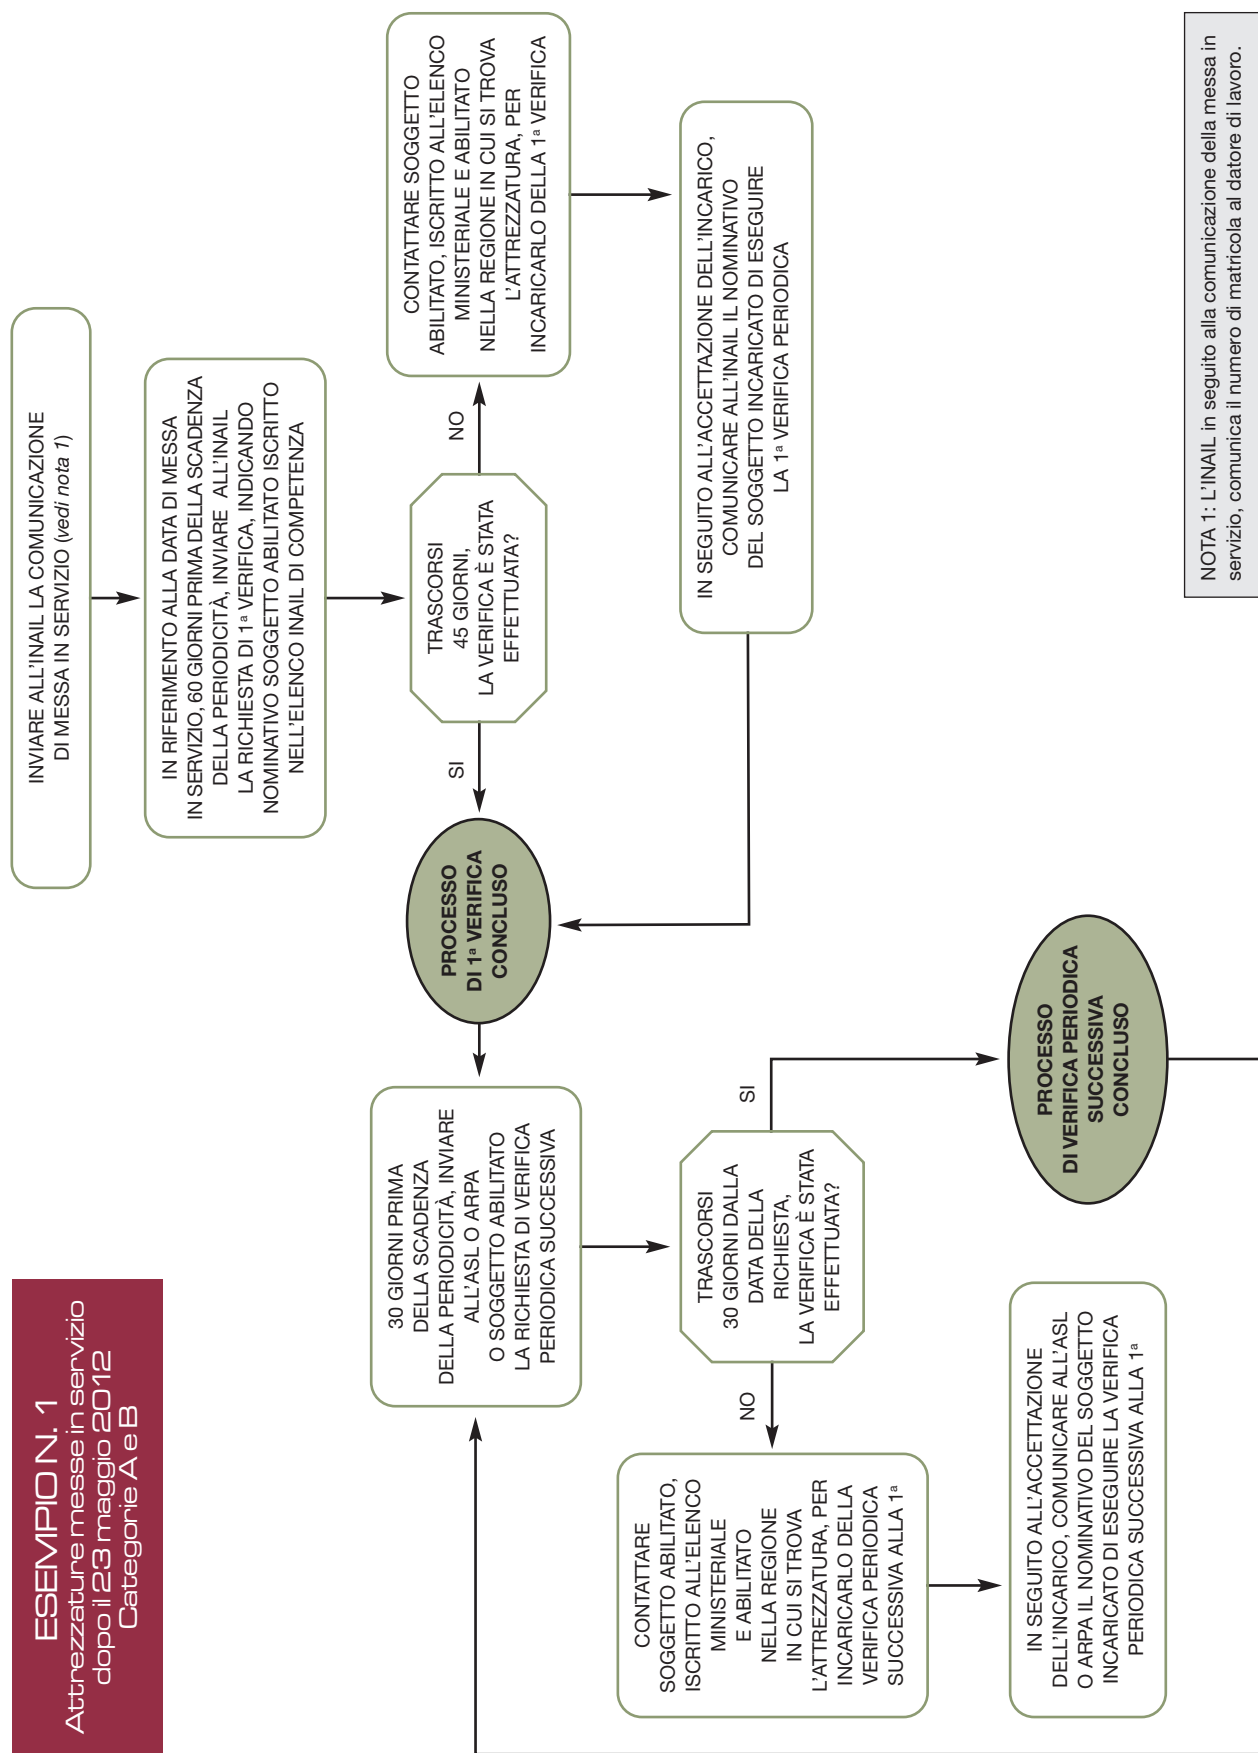 ESEMPIO N. 1
Attrezzature messe in servizio
dopo il 23 maggio 2012
Categorie A e B
INVIARE ALL'INAIL LA COMUNICAZIONE
DI MESSA IN SERVIZIO (vedi nota 1)
IN RIFERIMENTO ALLA DATA DI MESSA
IN SERVIZIO, 60 GIORNI PRIMA DELLA SCADENZA
DELLA PERIODICITÀ, INVIARE ALL'INAIL
LA RICHIESTA DI 1ª VERIFICA, INDICANDO
NOMINATIVO SOGGETTO ABILITATO ISCRITTO
NELL'ELENCO INAIL DI COMPETENZA
TRASCORSI
45 GIORNI,
LA VERIFICA È STATA
EFFETTUATA?
SI
NO
CONTATTARE SOGGETTO
ABILITATO, ISCRITTO ALL'ELENCO
MINISTERIALE E ABILITATO
NELLA REGIONE IN CUI SI TROVA
L'ATTREZZATURA, PER
INCARICARLO DELLA 1ª VERIFICA
IN SEGUITO ALL'ACCETTAZIONE DELL'INCARICO,
COMUNICARE ALL'INAIL IL NOMINATIVO
DEL SOGGETTO INCARICATO DI ESEGUIRE
LA 1ª VERIFICA PERIODICA
PROCESSO
DI 1ª VERIFICA
CONCLUSO
30 GIORNI PRIMA
DELLA SCADENZA
DELLA PERIODICITÀ, INVIARE
ALL'ASL O ARPA
O SOGGETTO ABILITATO
LA RICHIESTA DI VERIFICA
PERIODICA SUCCESSIVA
TRASCORSI
30 GIORNI DALLA
DATA DELLA
RICHIESTA,
LA VERIFICA È STATA
EFFETTUATA?
NO
SI
CONTATTARE
SOGGETTO ABILITATO,
ISCRITTO ALL'ELENCO
MINISTERIALE
E ABILITATO
NELLA REGIONE
IN CUI SI TROVA
L'ATTREZZATURA, PER
INCARICARLO DELLA
VERIFICA PERIODICA
SUCCESSIVA ALLA 1ª
IN SEGUITO ALL'ACCETTAZIONE
DELL'INCARICO, COMUNICARE ALL'ASL
O ARPA IL NOMINATIVO DEL SOGGETTO
INCARICATO DI ESEGUIRE LA VERIFICA
PERIODICA SUCCESSIVA ALLA 1ª
PROCESSO
DI VERIFICA PERIODICA
SUCCESSIVA
CONCLUSO
NOTA 1: L'INAIL in seguito alla comunicazione della messa in
servizio, comunica il numero di matricola al datore di lavoro.